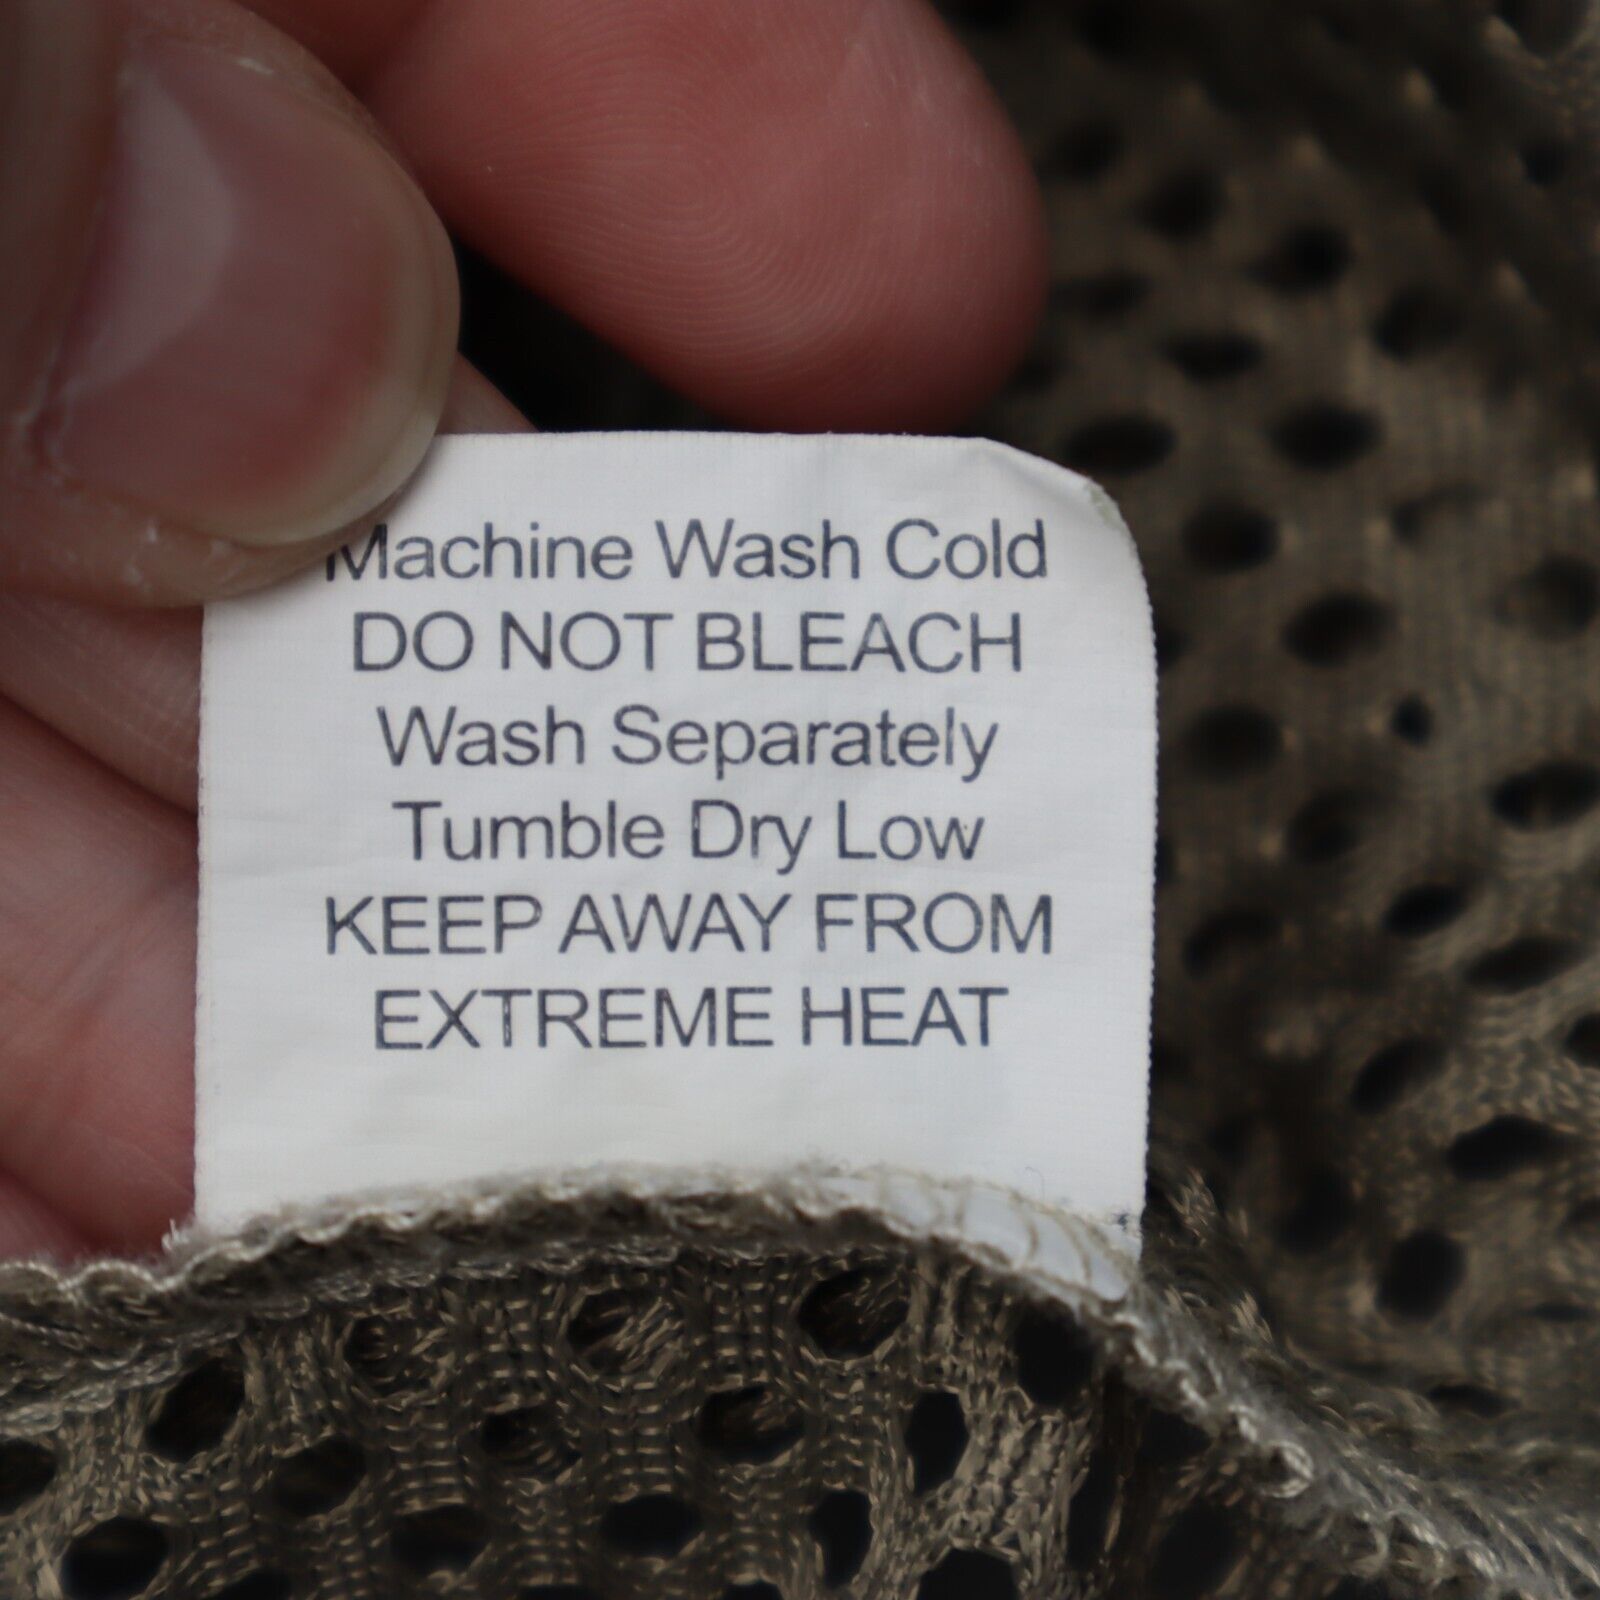 Machine Wash Cold
DO NOT BLEACH
Wash Separately
Tumble Dry Low
KEEP AWAY FROM
EXTREME HEAT